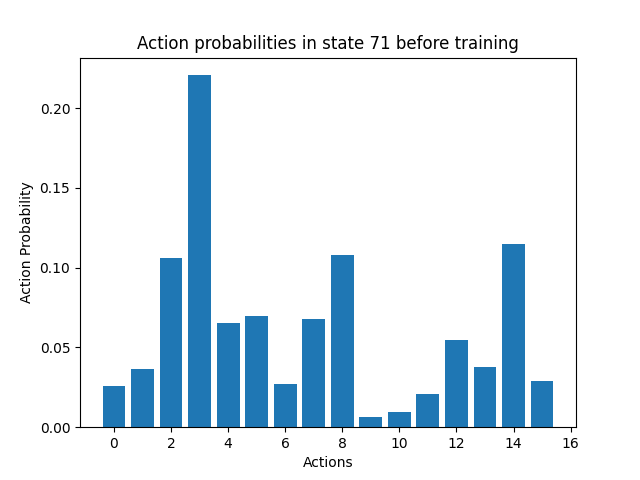 Action probabilities in state 71 before training
0.20
0.15
0.10
0.05
0.00
Action Probability
0 2 4 6 8 10 12 14 16
Actions